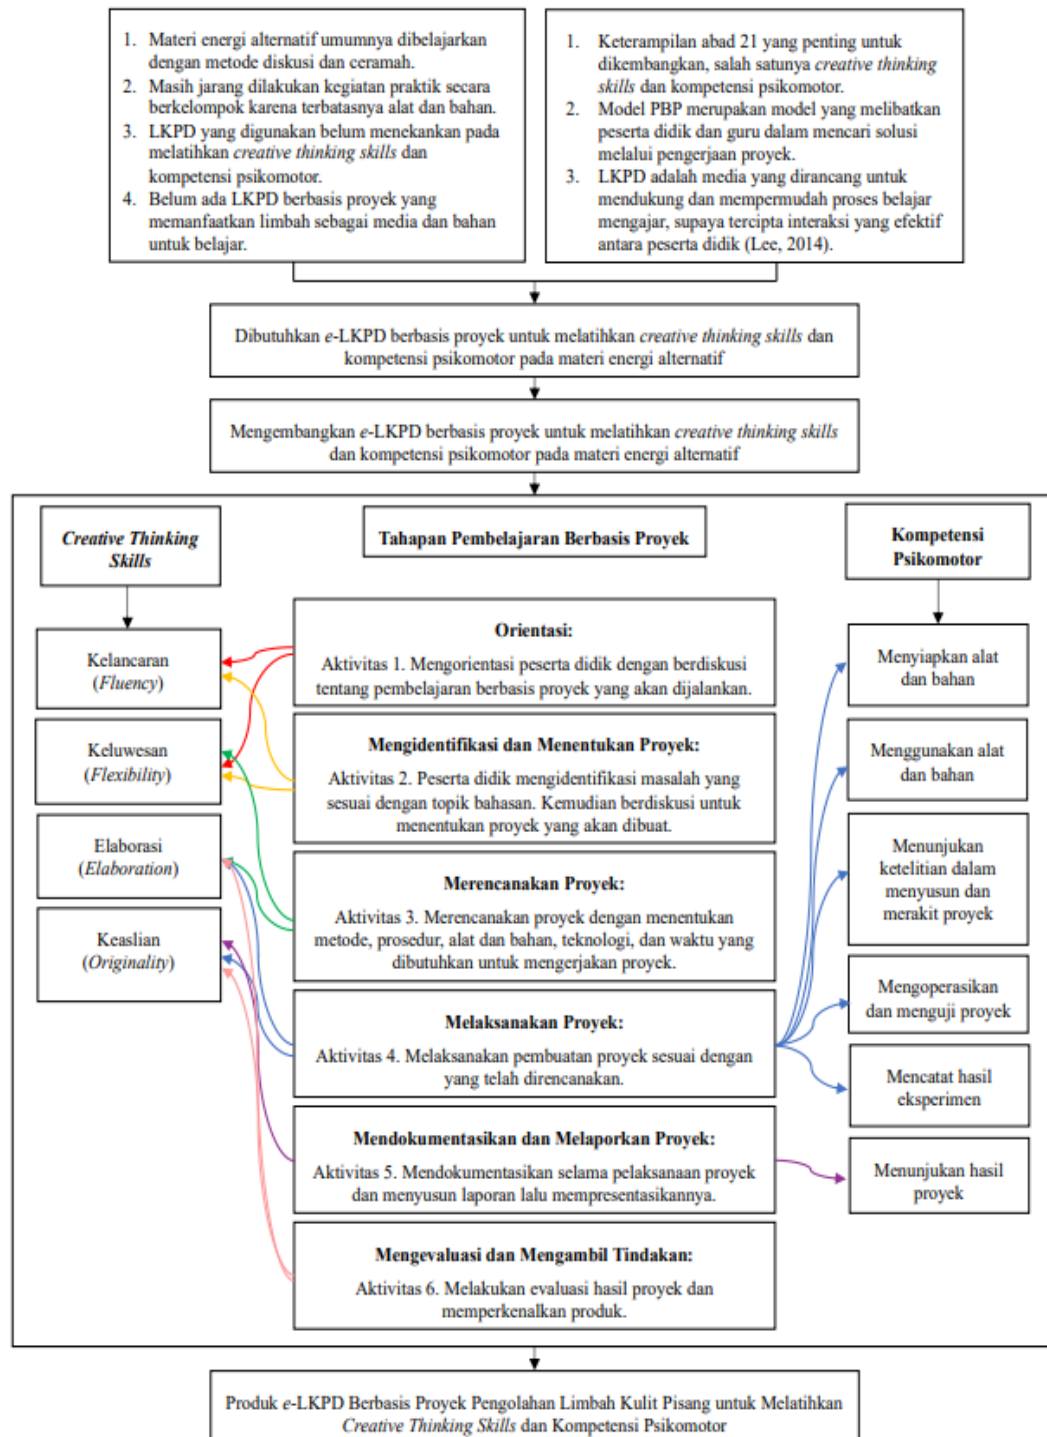 1. Materi energi alternatif umumnya dibelajarkan
dengan metode diskusi dan ceramah.
2. Masih jarang dilakukan kegiatan praktik secara
berkelompok karena terbatasnya alat dan bahan.
3. LKPD yang digunakan belum menekankan pada
melatihkan creative thinking skills dan
kompetensi psikomotor.
4. Belum ada LKPD berbasis proyek yang
memanfaatkan limbah sebagai media dan bahan
untuk belajar.
1. Keterampilan abad 21 yang penting untuk
dikembangkan, salah satunya creative thinking
skills dan kompetensi psikomotor.
2. Model PBP merupakan model yang melibatkan
peserta didik dan guru dalam mencari solusi
melalui pengerjaan proyek.
3. LKPD adalah media yang dirancang untuk
mendukung dan mempermudah proses belajar
mengajar, supaya tercipta interaksi yang efektif
antara peserta didik (Lee, 2014).
Dibutuhkan e-LKPD berbasis proyek untuk melatihkan creative thinking skills dan
kompetensi psikomotor pada materi energi alternatif
Mengembangkan e-LKPD berbasis proyek untuk melatihkan creative thinking skills
dan kompetensi psikomotor pada materi energi alternatif
Creative Thinking
Skills
Kelancaran
(Fluency)
Keluwesan
(Flexibility)
Elaborasi
(Elaboration)
Keaslian
(Originality)
Tahapan Pembelajaran Berbasis Proyek
Orientasi:
Aktivitas 1. Mengorientasi peserta didik dengan berdiskusi
tentang pembelajaran berbasis proyek yang akan dijalankan.
Mengidentifikasi dan Menentukan Proyek:
Aktivitas 2. Peserta didik mengidentifikasi masalah yang
sesuai dengan topik bahasan. Kemudian berdiskusi untuk
menentukan proyek yang akan dibuat.
Merencanakan Proyek:
Aktivitas 3. Merencanakan proyek dengan menentukan
metode, prosedur, alat dan bahan, teknologi, dan waktu yang
dibutuhkan untuk mengerjakan proyek.
Melaksanakan Proyek:
Aktivitas 4. Melaksanakan pembuatan proyek sesuai dengan
yang telah direncanakan.
Mendokumentasikan dan Melaporkan Proyek:
Aktivitas 5. Mendokumentasikan selama pelaksanaan proyek
dan menyusun laporan lalu mempresentasikannya.
Mengevaluasi dan Mengambil Tindakan:
Aktivitas 6. Melakukan evaluasi hasil proyek dan
memperkenalkan produk.
Kompetensi
Psikomotor
Menyiapkan alat
dan bahan
Menggunakan alat
dan bahan
Menunjukan
ketelitian dalam
menyusun dan
merakit proyek
Mengoperasikan
dan menguji proyek
Mencatat hasil
eksperimen
Menunjukan hasil
proyek
Produk e-LKPD Berbasis Proyek Pengolahan Limbah Kulit Pisang untuk Melatihkan
Creative Thinking Skills dan Kompetensi Psikomotor